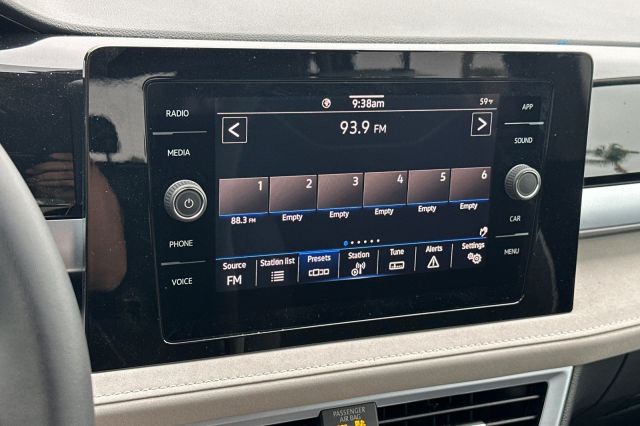 RADIO
MEDIA
PHONE
VOICE
9:38am
59°F
93.9 FM
1 2 3 4 5 6
88.3 FM Empty Empty Empty Empty Empty
Source Station list Presets Station Tune Alerts Settings
FM
APP
SOUND
CAR
MENU
PASSENGER
AIR BAG